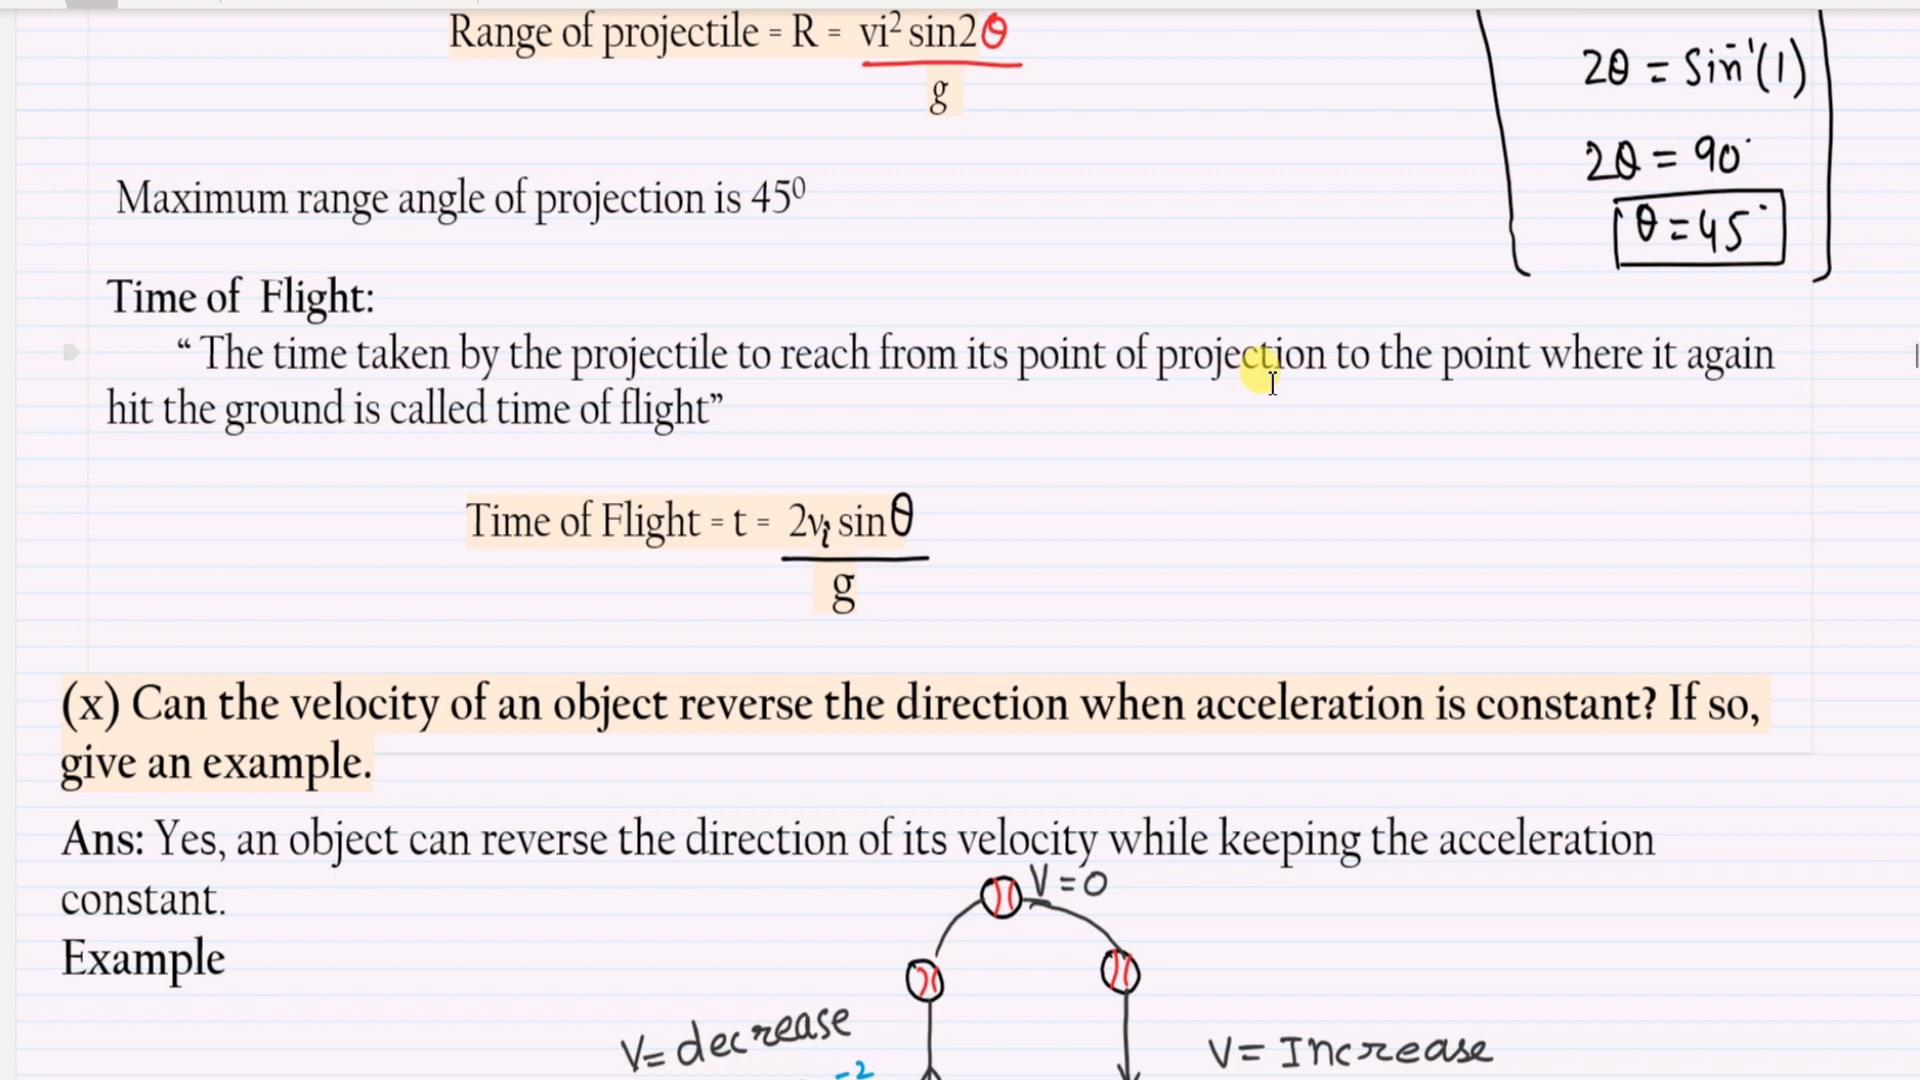 Range of projectile = R = vi² sin2θ
g
2θ = Sin⁻¹(1)
2θ = 90°
θ = 45°
Maximum range angle of projection is 45⁰
Time of Flight:
“ The time taken by the projectile to reach from its point of projection to the point where it again
hit the ground is called time of flight”
Time of Flight = t = 2vᵢ sinθ
g
(x) Can the velocity of an object reverse the direction when acceleration is constant? If so,
give an example.
Ans: Yes, an object can reverse the direction of its velocity while keeping the acceleration
constant.
V = 0
Example
V= decrease
V= Increase
-2